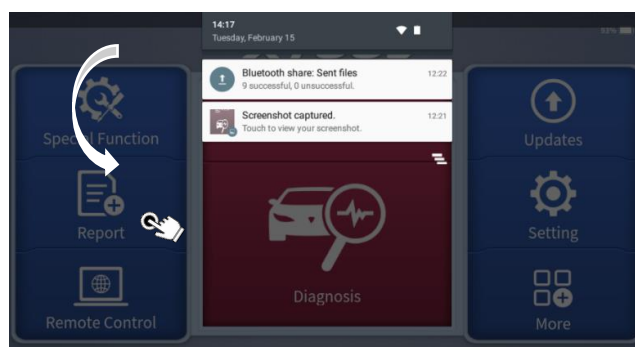 14:17
Tuesday, February 15
33%
Bluetooth share: Sent files 12:22
9 successful, 0 unsuccessful.
Screenshot captured. 12:21
Touch to view your screenshot.
Special Function
Updates
Report
Setting
Diagnosis
Remote Control
More